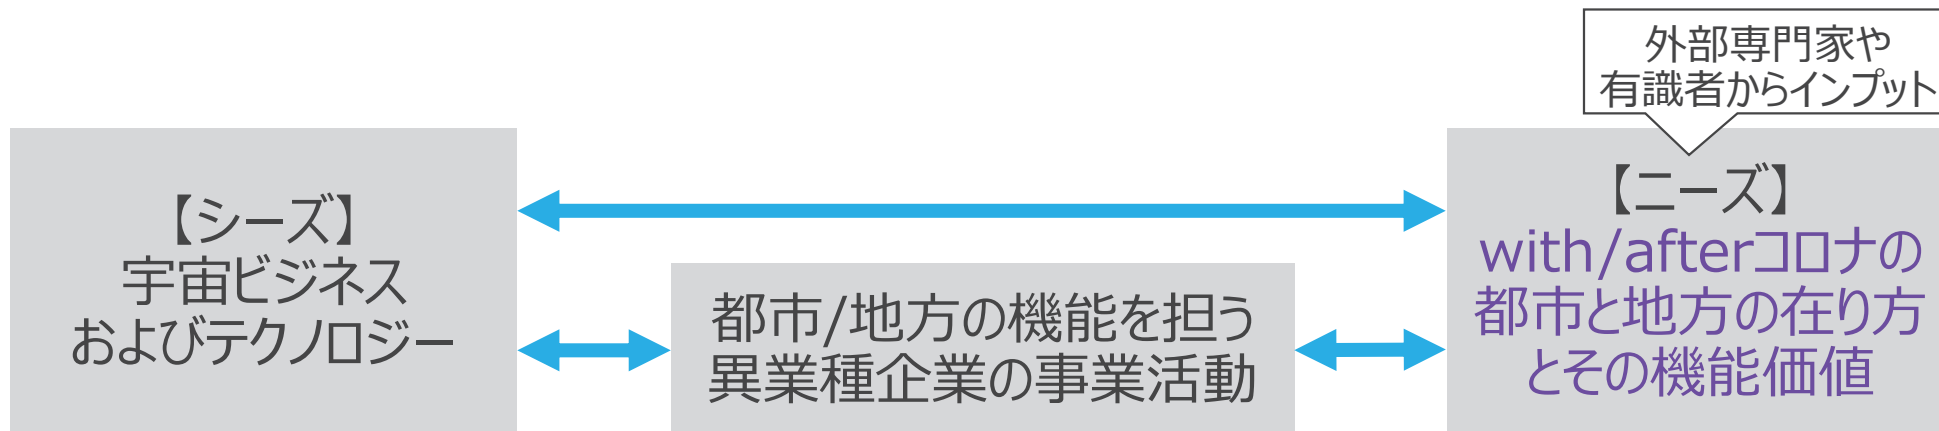 外部専門家や
有識者からインプット
【シーズ】
宇宙ビジネス
およびテクノロジー
都市/地方の機能を担う
異業種企業の事業活動
【ニーズ】
with/afterコロナの
都市と地方の在り方
とその機能価値